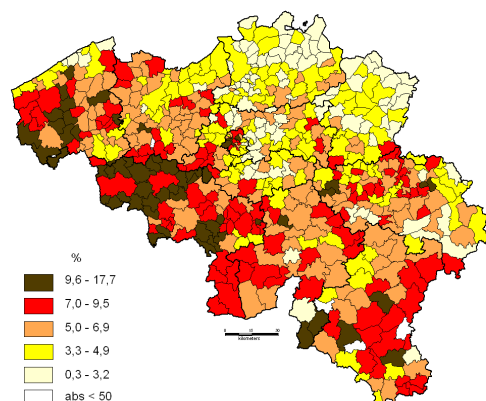 %
9,6 - 17,7
7,0 - 9,5
5,0 - 6,9
3,3 - 4,9
0,3 - 3,2
abs < 50
kilometers